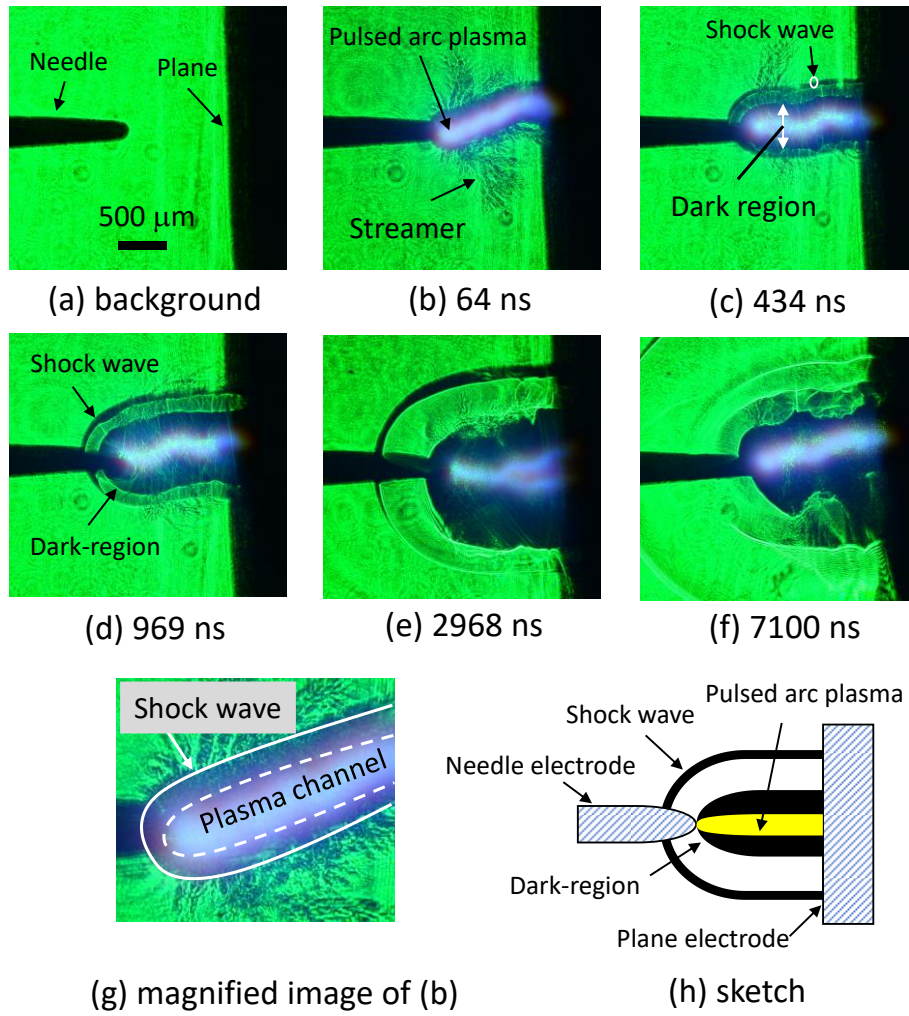 Needle
Plane
500 μm
(a) background
Pulsed arc plasma
Streamer
(b) 64 ns
Shock wave
Dark region
(c) 434 ns
Shock wave
Dark-region
(d) 969 ns
(e) 2968 ns
(f) 7100 ns
Shock wave
Plasma channel
(g) magnified image of (b)
Pulsed arc plasma
Shock wave
Needle electrode
Dark-region
Plane electrode
(h) sketch